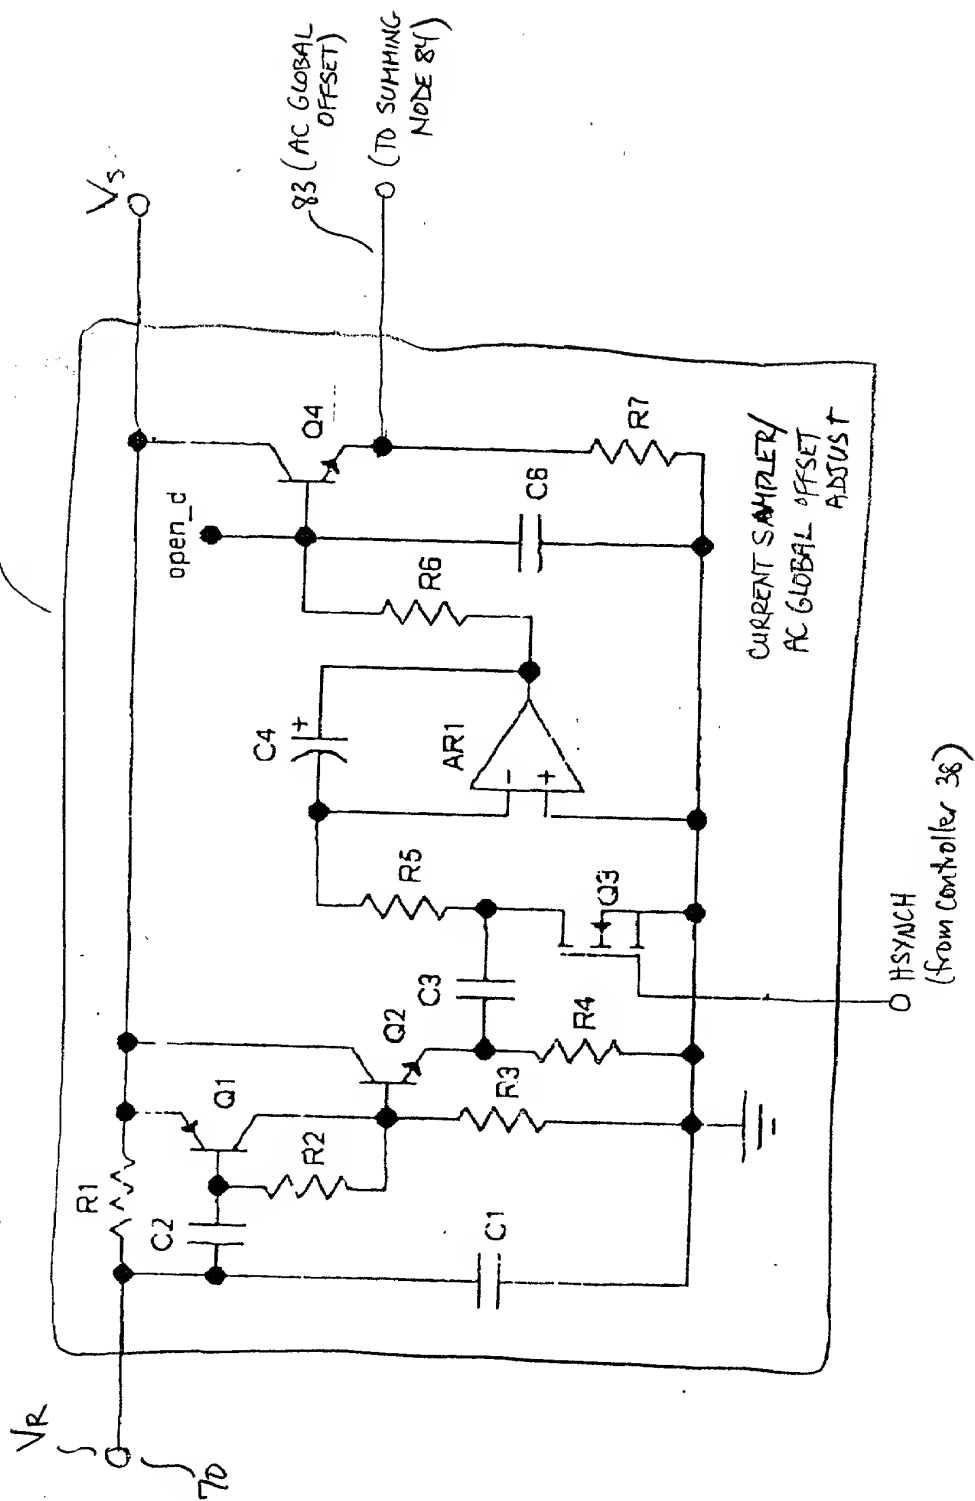 VR
70
VS
R1
C2
Q1
R2
C1
R3
Q2
C3
R4
R5
Q3
C4
+
AR1
-
+
R6
open_d
Q4
C6
R7
83 (AC GLOBAL
OFFSET)
(TO SUMMING
NODE 84)
CURRENT SAMPLER/
AC GLOBAL OFFSET
ADJUST
HSYNCH
(from controller 38)